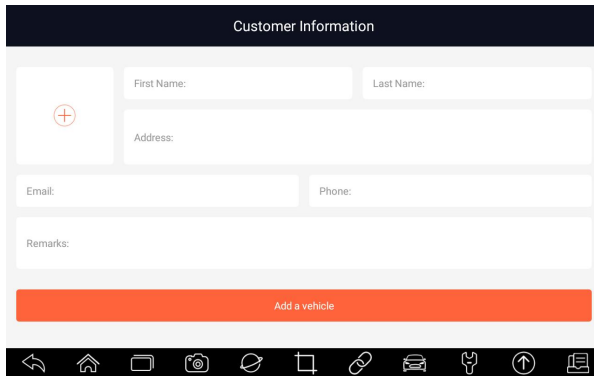 Customer Information
First Name:
Last Name:
Address:
Email:
Phone:
Remarks:
Add a vehicle